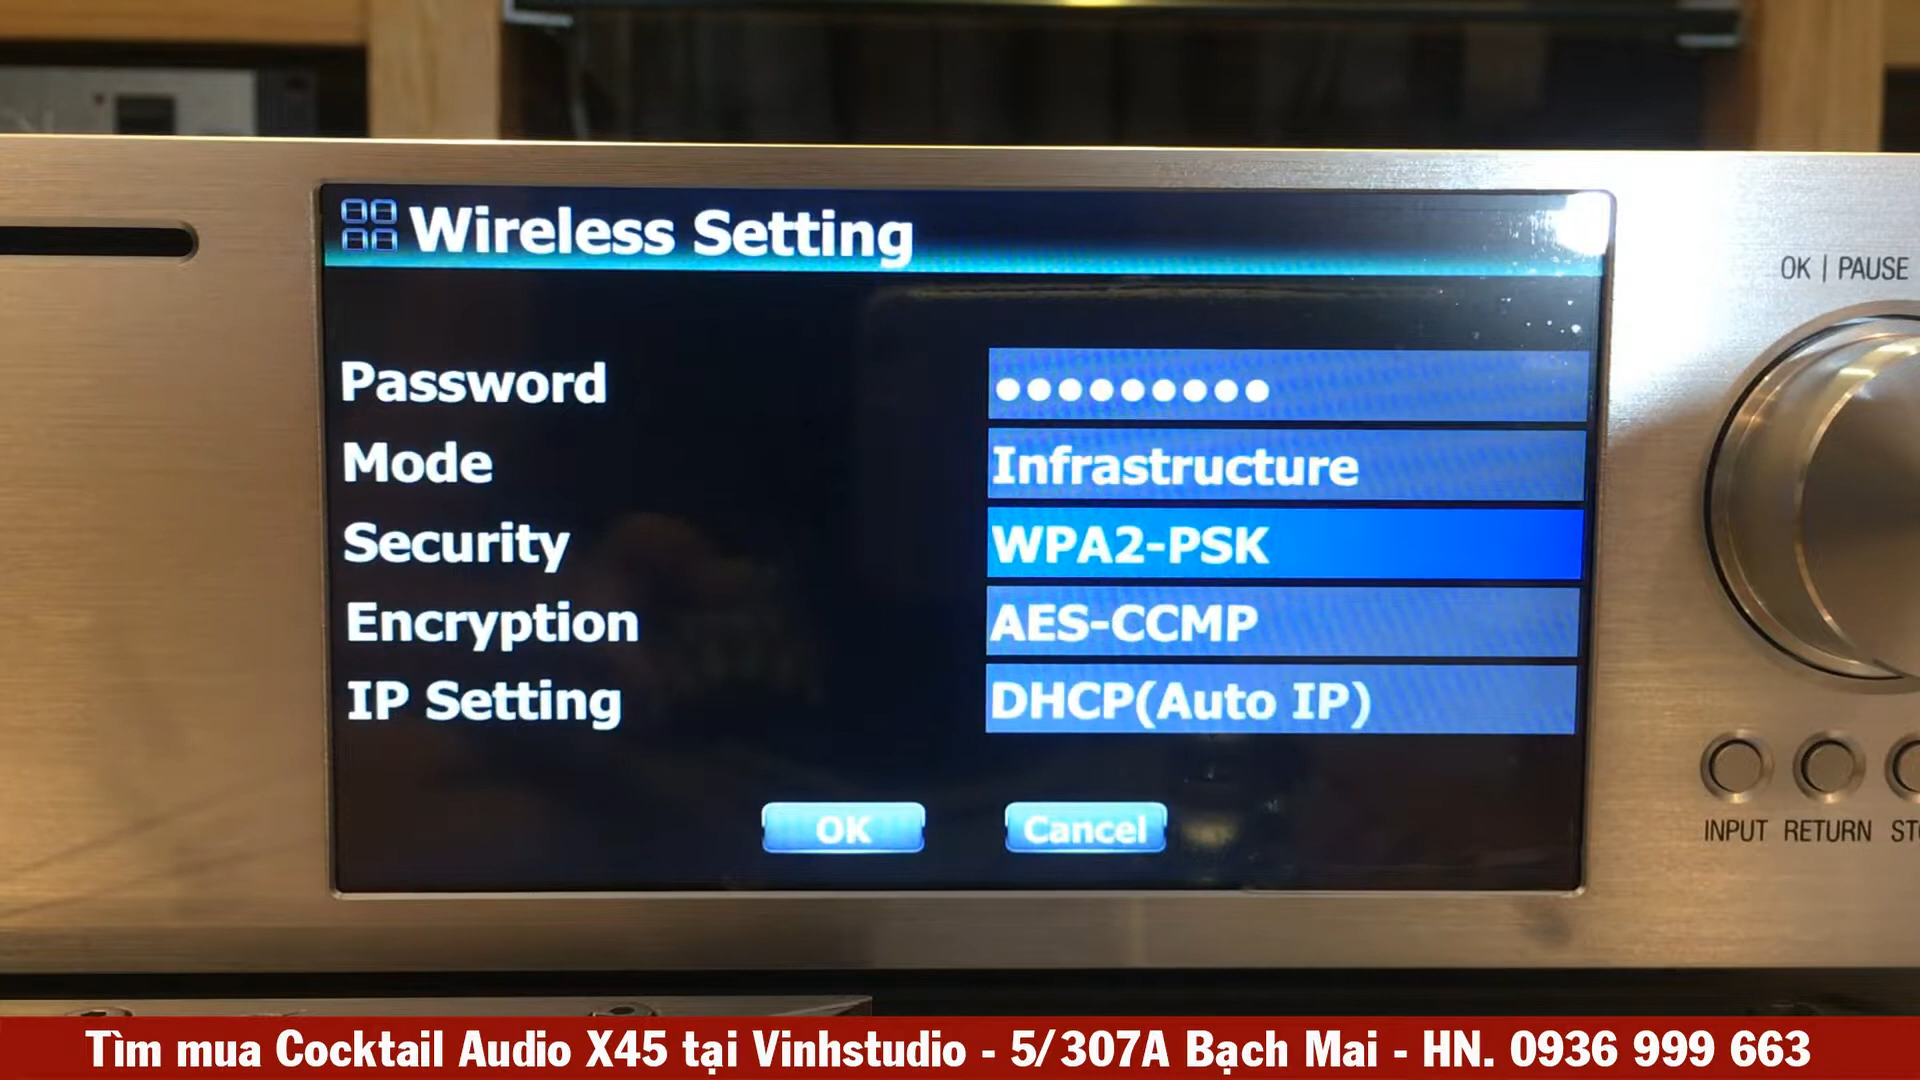 Wireless Setting
OK | PAUSE
Password ●●●●●●●●●
Mode Infrastructure
Security WPA2-PSK
Encryption AES-CCMP
IP Setting DHCP(Auto IP)
OK Cancel
INPUT RETURN
Tìm mua Cocktail Audio X45 tại Vinhstudio - 5/307A Bạch Mai - HN. 0936 999 663